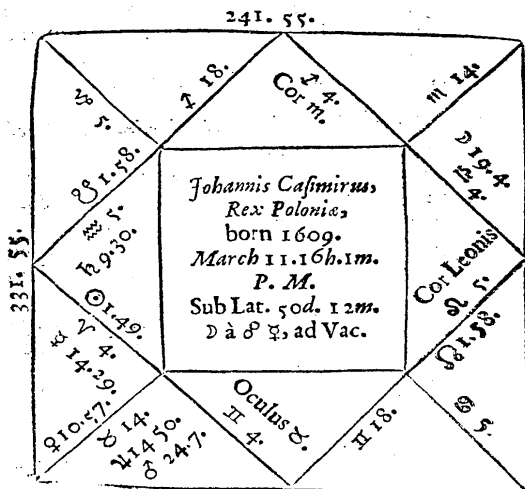 241. 55.
♐ 18.
♐ 4.
Cor ♏.
♏ 14.
☽ 19. 4.
♎ 4.
♑ 5.
☋ 1. 58.
♒ 5.
♄ 9. 30.
331. 55.
Johannis Caſimirus,
Rex Poloniæ,
born 1609.
March 11. 16h. 1m.
P. M.
Sub Lat. 50d. 12m.
☽ à ☍ ☿, ad Vac.
Cor Leonis
♌ 5.
☊ 1. 58.
♋ 5.
☉ 1. 49.
♈ 4.
☿ 14. 29.
♀ 10. 57.
♉ 14.
♃ 14 50.
♂ 24. 7.
Oculus ♉.
♊ 4.
♊ 18.